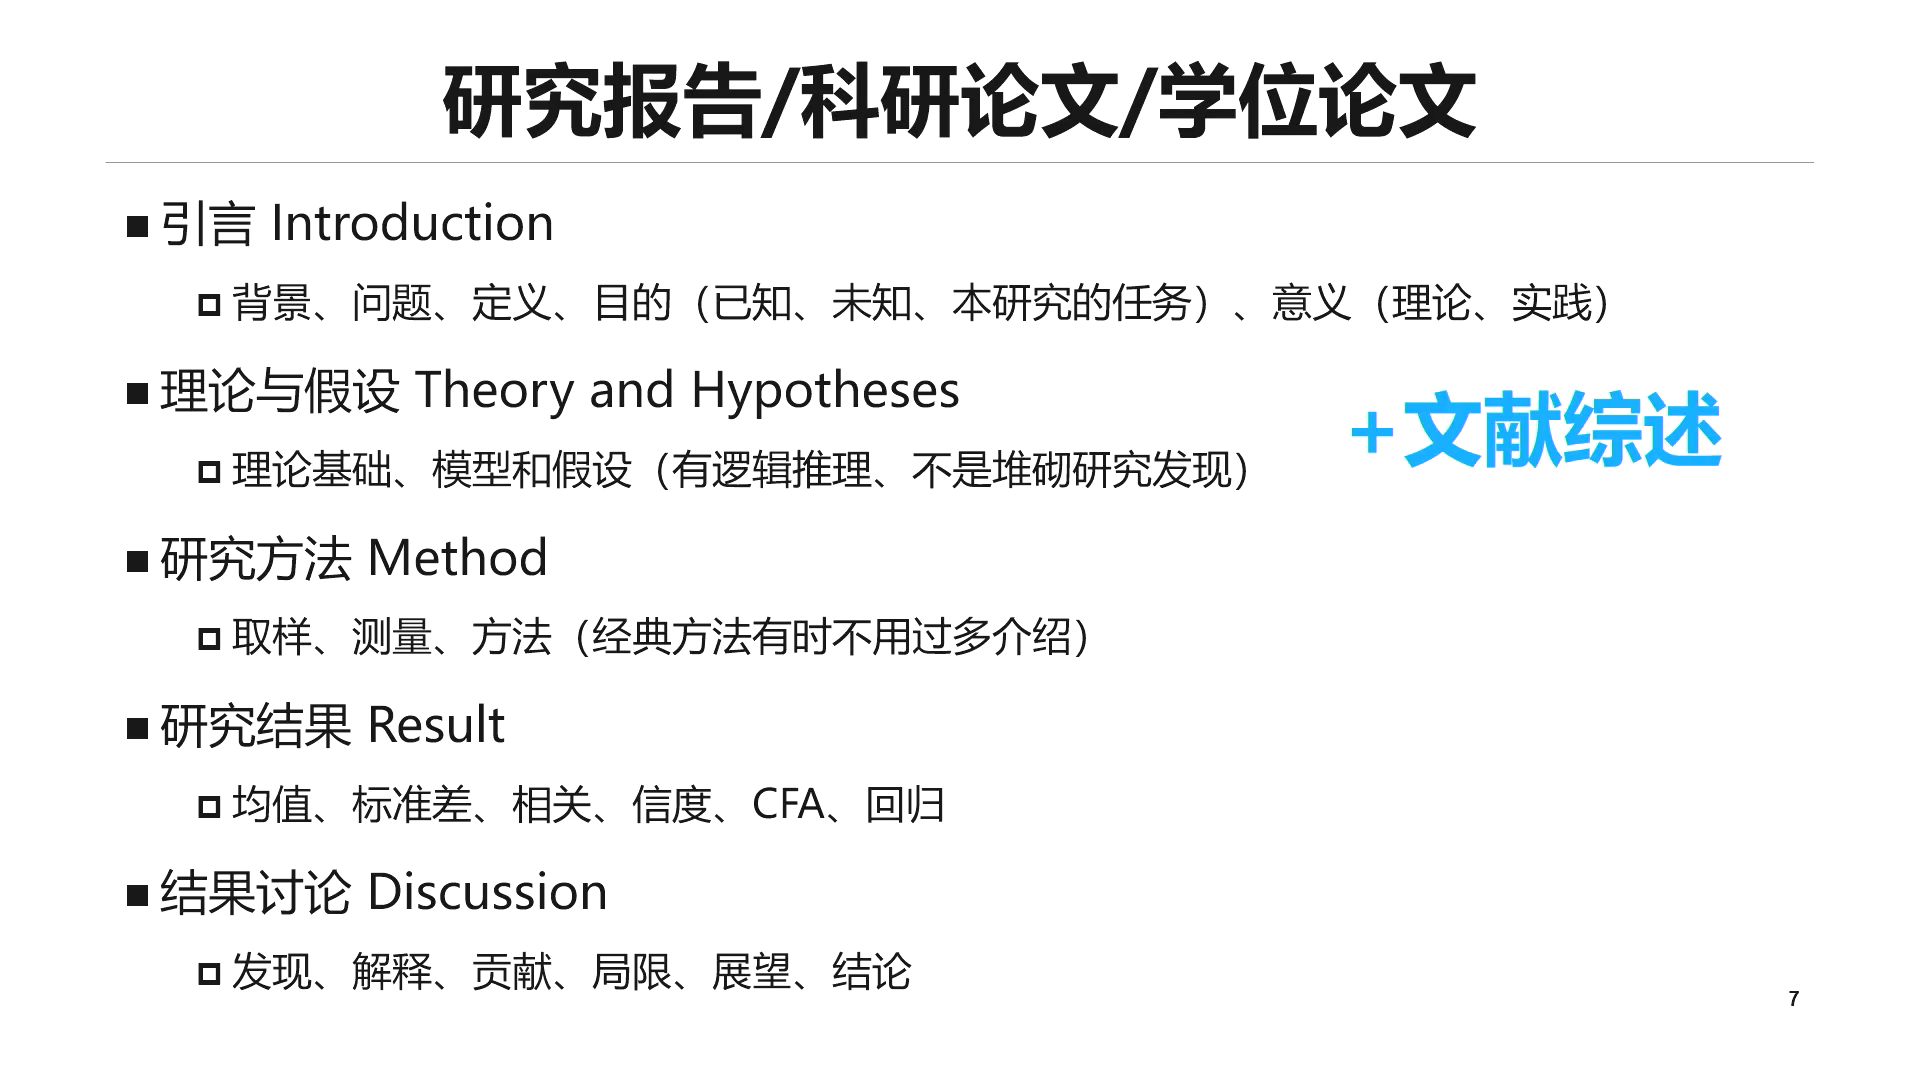 研究报告/科研论文/学位论文
■ 引言 Introduction
背景、问题、定义、目的（已知、未知、本研究的任务）、意义（理论、实践）
■ 理论与假设 Theory and Hypotheses
理论基础、模型和假设（有逻辑推理、不是堆砌研究发现）
+文献综述
■ 研究方法 Method
取样、测量、方法（经典方法有时不用过多介绍）
■ 研究结果 Result
均值、标准差、相关、信度、CFA、回归
■ 结果讨论 Discussion
发现、解释、贡献、局限、展望、结论
7